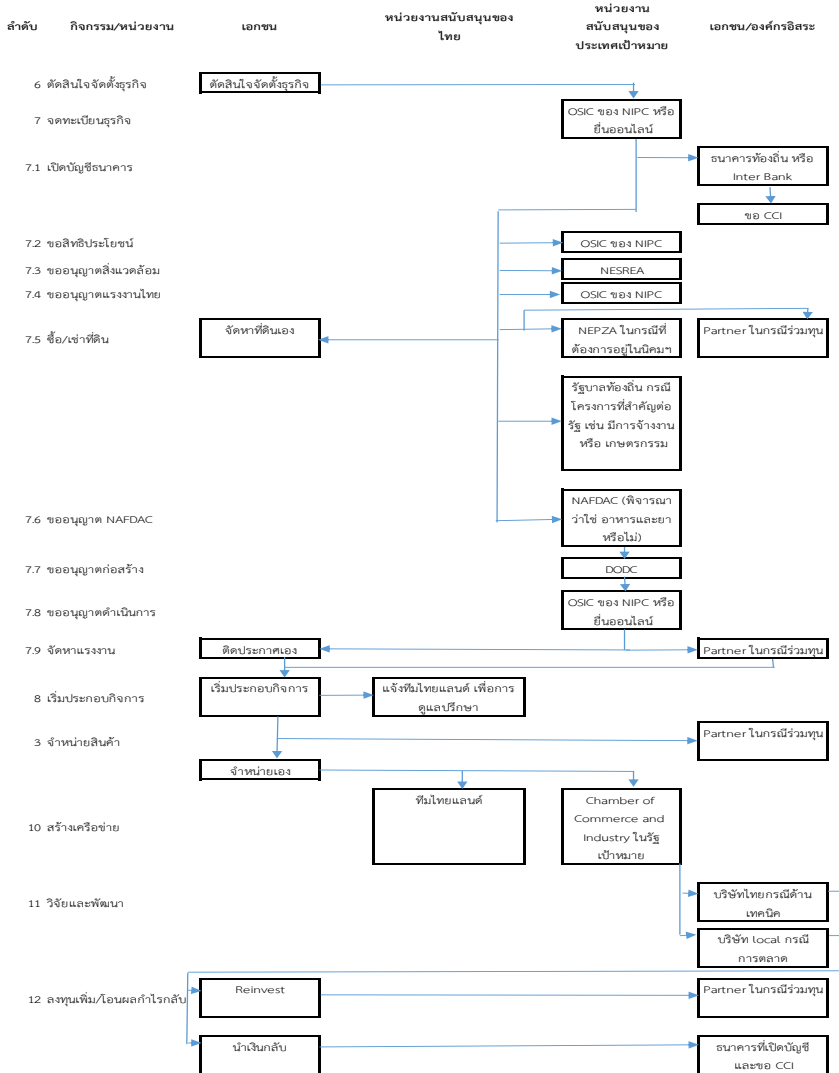 ลำดับ กิจกรรม/หน่วยงาน เอกชน หน่วยงานสนับสนุนของ
ไทย หน่วยงาน
สนับสนุนของ
ประเทศเป้าหมาย เอกชน/องค์กรอิสระ
6 ตัดสินใจจัดตั้งธุรกิจ ตัดสินใจจัดตั้งธุรกิจ
7 จดทะเบียนธุรกิจ OSIC ของ NIPC หรือ
ยื่นออนไลน์
7.1 เปิดบัญชีธนาคาร ธนาคารท้องถิ่น หรือ
Inter Bank
ขอ CCI
7.2 ขอสิทธิประโยชน์ OSIC ของ NIPC
7.3 ขออนุญาตสิ่งแวดล้อม NESREA
7.4 ขออนุญาตแรงงานไทย OSIC ของ NIPC
7.5 ซื้อ/เช่าที่ดิน จัดหาที่ดินเอง NEPZA ในกรณีที่
ต้องการอยู่ในนิคมฯ Partner ในกรณีร่วมทุน
รัฐบาลท้องถิ่น กรณี
โครงการที่สำคัญต่อ
รัฐ เช่น มีการจ้างงาน
หรือ เกษตรกรรม
7.6 ขออนุญาต NAFDAC NAFDAC (พิจารณา
ว่าใช่ อาหารและยา
หรือไม่)
7.7 ขออนุญาตก่อสร้าง DODC
7.8 ขออนุญาตดำเนินการ OSIC ของ NIPC หรือ
ยื่นออนไลน์
7.9 จัดหาแรงงาน ติดประกาศเอง Partner ในกรณีร่วมทุน
8 เริ่มประกอบกิจการ เริ่มประกอบกิจการ แจ้งทีมไทยแลนด์ เพื่อการ
ดูแลปรึกษา
3 จำหน่ายสินค้า Partner ในกรณีร่วมทุน
จำหน่ายเอง
10 สร้างเครือข่าย ทีมไทยแลนด์ Chamber of
Commerce and
Industry ในรัฐ
เป้าหมาย
11 วิจัยและพัฒนา บริษัทไทยกรณีด้าน
เทคนิค
บริษัท local กรณี
การตลาด
12 ลงทุนเพิ่ม/โอนผลกำไรกลับ Reinvest Partner ในกรณีร่วมทุน
นำเงินกลับ ธนาคารที่เปิดบัญชี
และขอ CCI